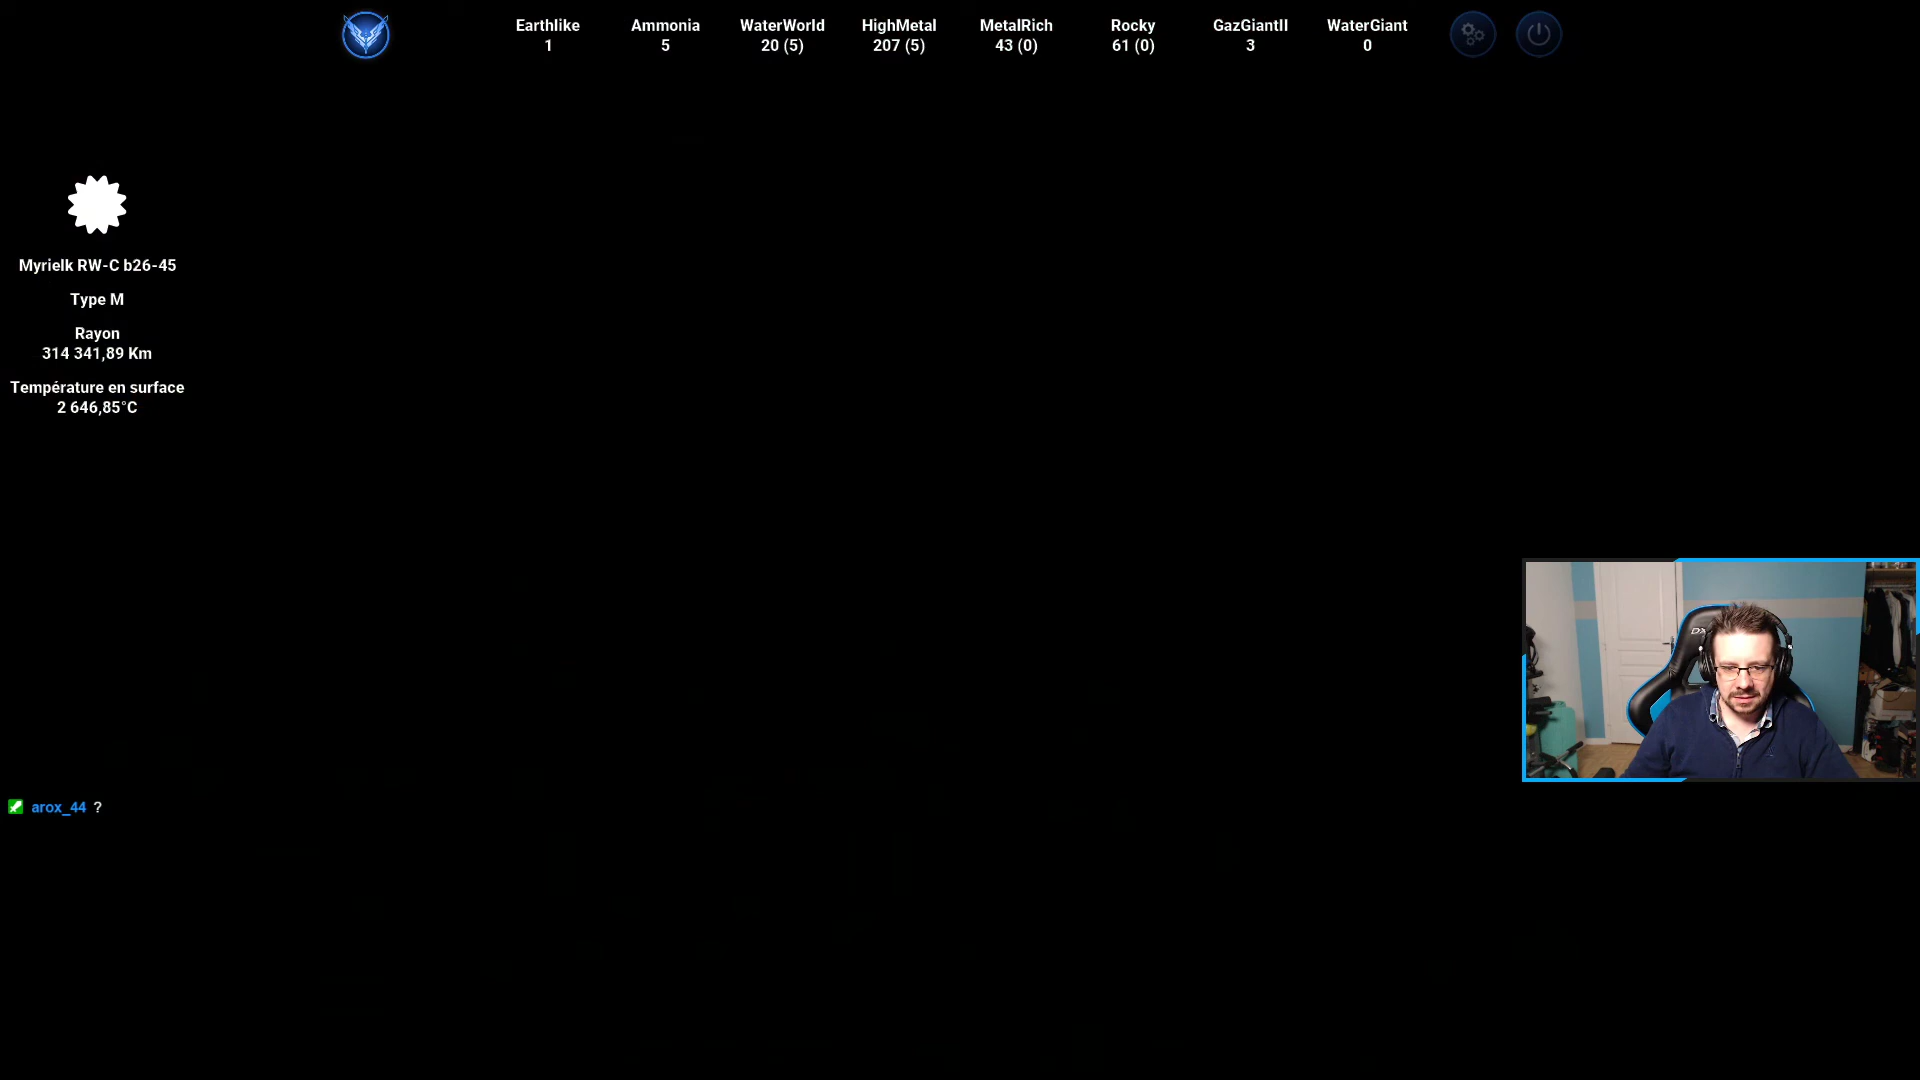 Earthlike
1
Ammonia
5
WaterWorld
20 (5)
HighMetal
207 (5)
MetalRich
43 (0)
Rocky
61 (0)
GazGiantII
3
WaterGiant
0
Myrielk RW-C b26-45
Type M
Rayon
314 341,89 Km
Température en surface
2 646,85°C
arox_44 ?